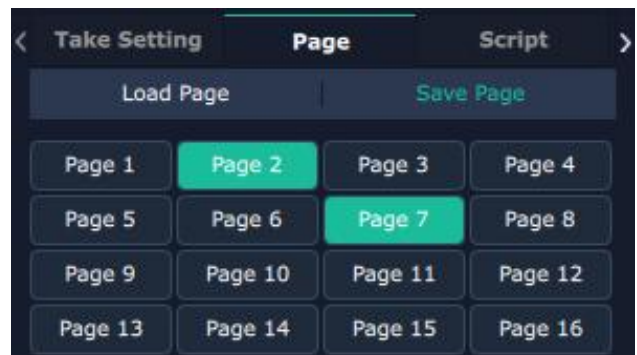 Take Setting Page Script
Load Page Save Page
Page 1 Page 2 Page 3 Page 4
Page 5 Page 6 Page 7 Page 8
Page 9 Page 10 Page 11 Page 12
Page 13 Page 14 Page 15 Page 16